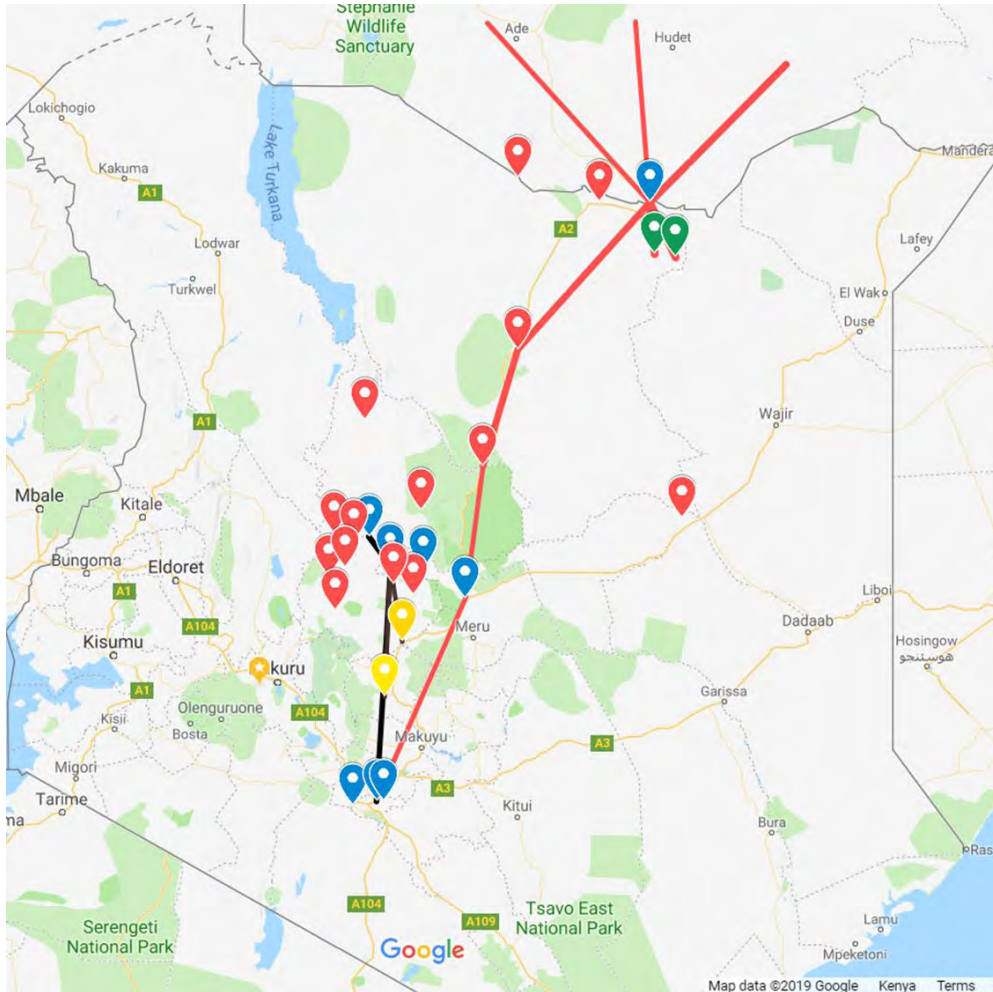 Stephanie
Wildlife
Sanctuary
Ade
Hudet
Lokichogio
Lake Turkana
Mandera
Kakuma
A1
A2
Lodwar
Lafey
Turkwel
El Wak
Duse
A1
Wajir
Mbale
Kitale
Bungoma
Eldoret
A1
Liboi
A104
Meru
Dadaab
Kisumu
Hosingow
هوستنحو
kuru
A1
Garissa
Olenguruone
A104
Kisii
Bosta
Makuyu
A3
Migori
A3
Tarime
Kitui
ma
Bura
Ras
A104
Tsavo East
National Park
A109
Serengeti
National Park
Lamu
Google
Mpeketoni
Map data ©2019 Google Kenya Terms